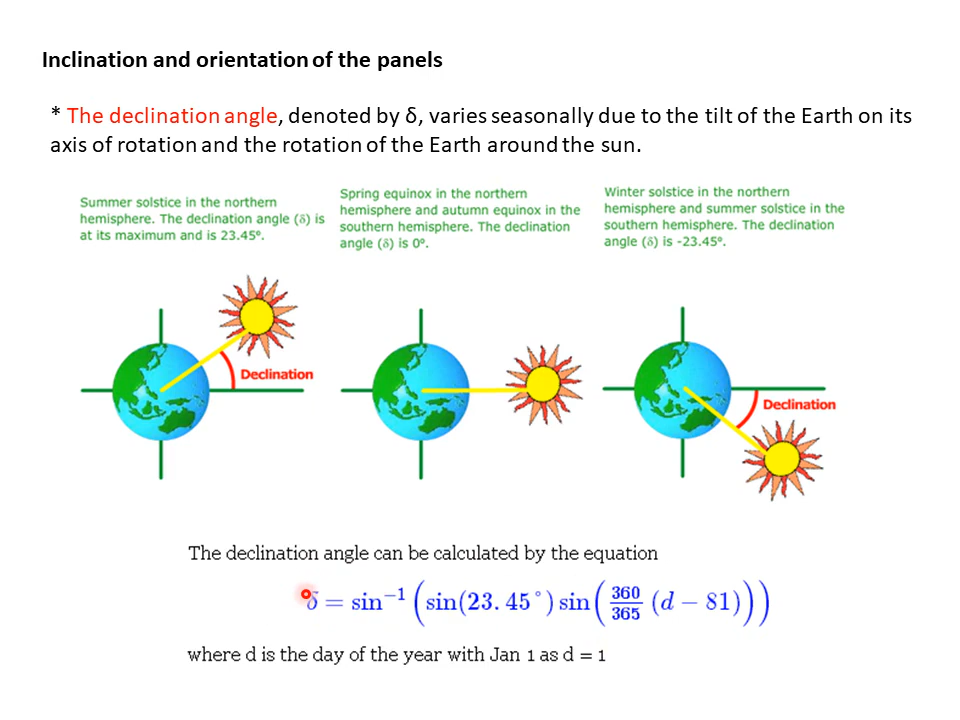 Inclination and orientation of the panels
* The declination angle, denoted by δ, varies seasonally due to the tilt of the Earth on its
axis of rotation and the rotation of the Earth around the sun.
Summer solstice in the northern
hemisphere. The declination angle (δ) is
at its maximum and is 23.45º.
Spring equinox in the northern
hemisphere and autumn equinox in the
southern hemisphere. The declination
angle (δ) is 0º.
Winter solstice in the northern
hemisphere and summer solstice in the
southern hemisphere. The declination
angle (δ) is -23.45º.
Declination
Declination
The declination angle can be calculated by the equation
δ = sin⁻¹ (sin(23.45°) sin(360/365 (d − 81)))
where d is the day of the year with Jan 1 as d = 1